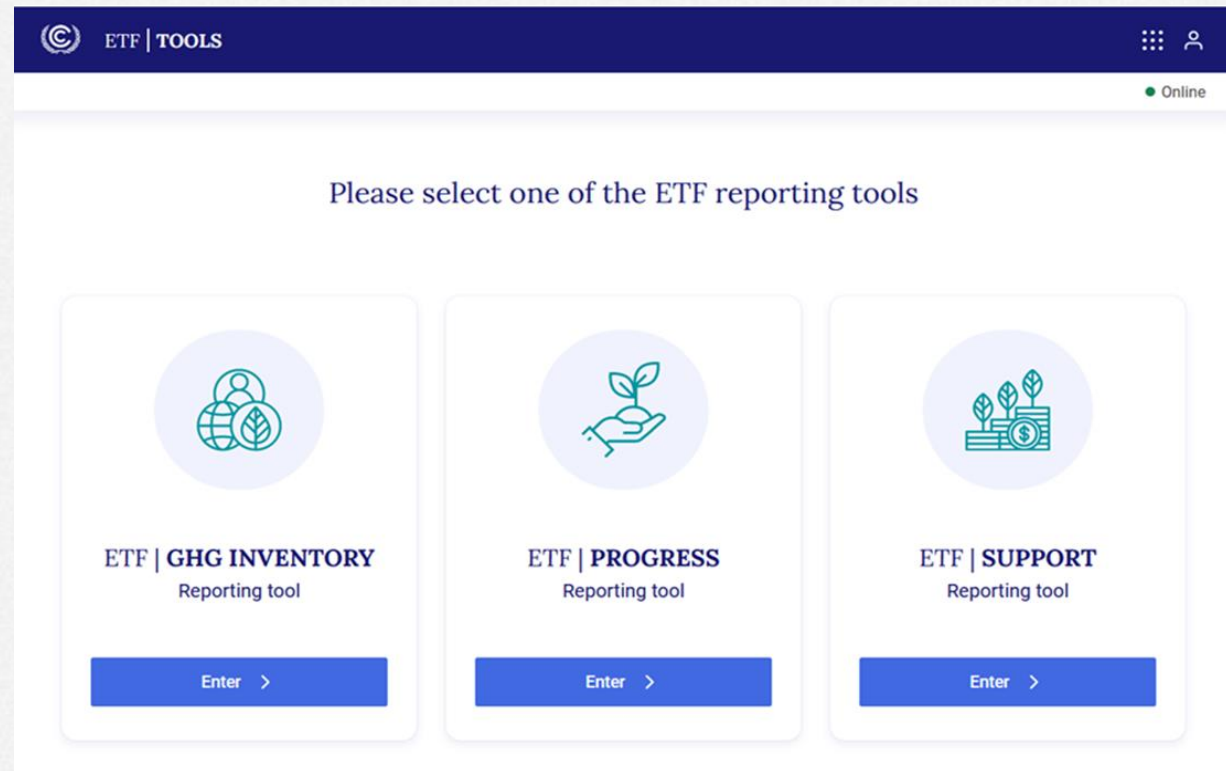 ETF | TOOLS
Online
Please select one of the ETF reporting tools
ETF | GHG INVENTORY
Reporting tool
Enter >
ETF | PROGRESS
Reporting tool
Enter >
ETF | SUPPORT
Reporting tool
Enter >